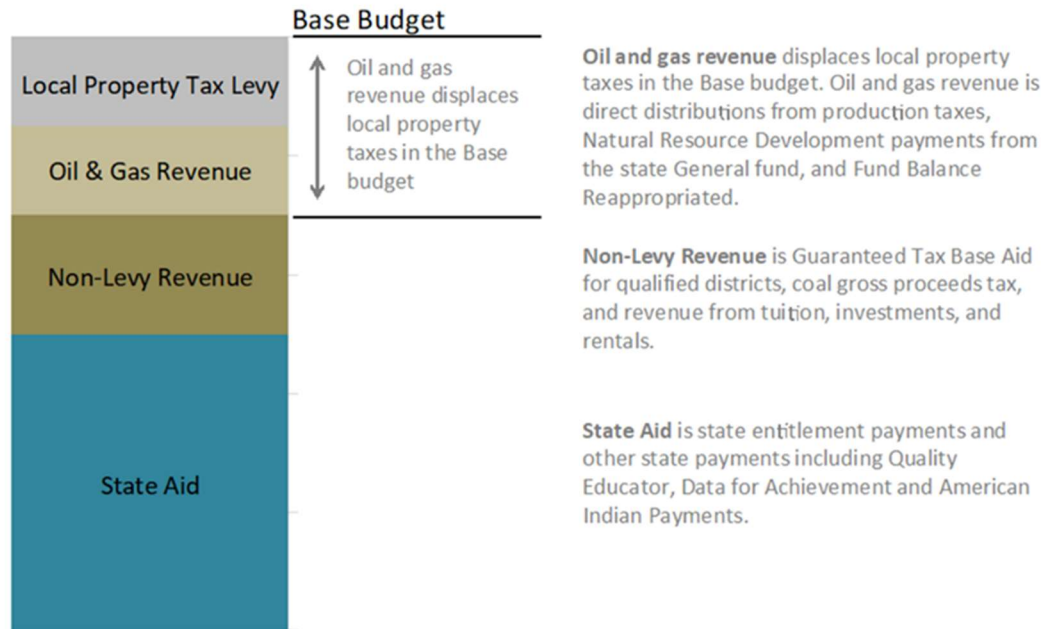 Base Budget
Local Property Tax Levy
Oil & Gas Revenue
Non-Levy Revenue
State Aid
Oil and gas
revenue displaces
local property
taxes in the Base
budget
Oil and gas revenue displaces local property
taxes in the Base budget. Oil and gas revenue is
direct distributions from production taxes,
Natural Resource Development payments from
the state General fund, and Fund Balance
Reappropriated.
Non-Levy Revenue is Guaranteed Tax Base Aid
for qualified districts, coal gross proceeds tax,
and revenue from tuition, investments, and
rentals.
State Aid is state entitlement payments and
other state payments including Quality
Educator, Data for Achievement and American
Indian Payments.